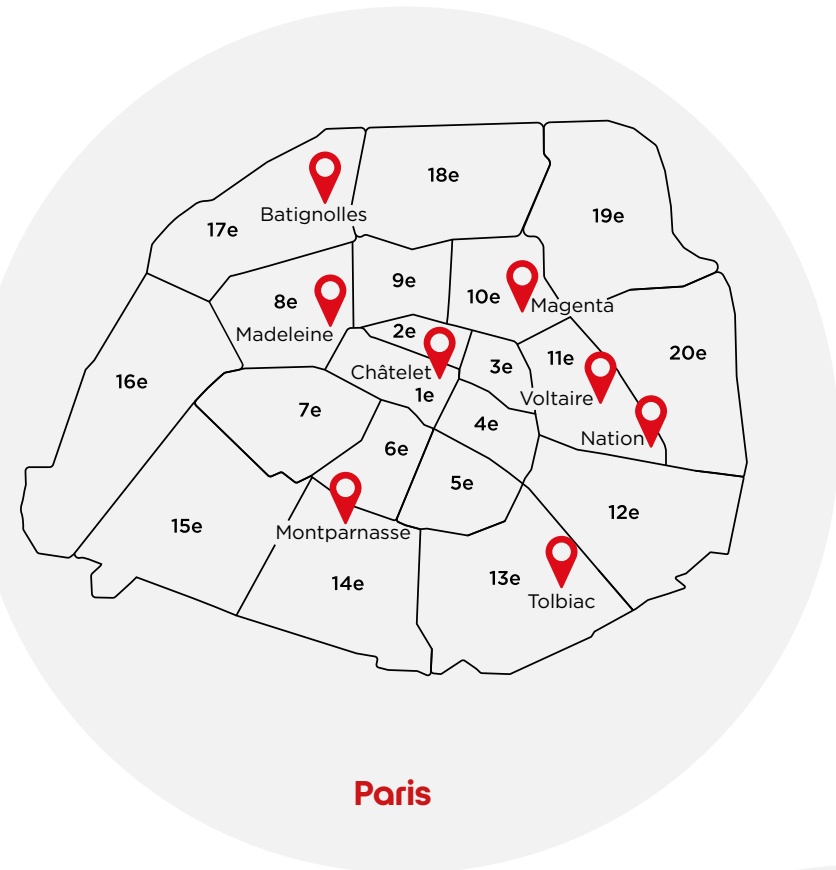 18e
Batignolles
19e
17e
9e
8e
10e
Magenta
Madeleine
2e
11e
20e
3e
Châtelet
16e
1e
Voltaire
7e
4e
Nation
6e
5e
12e
15e
Montparnasse
14e
13e
Tolbiac
Paris